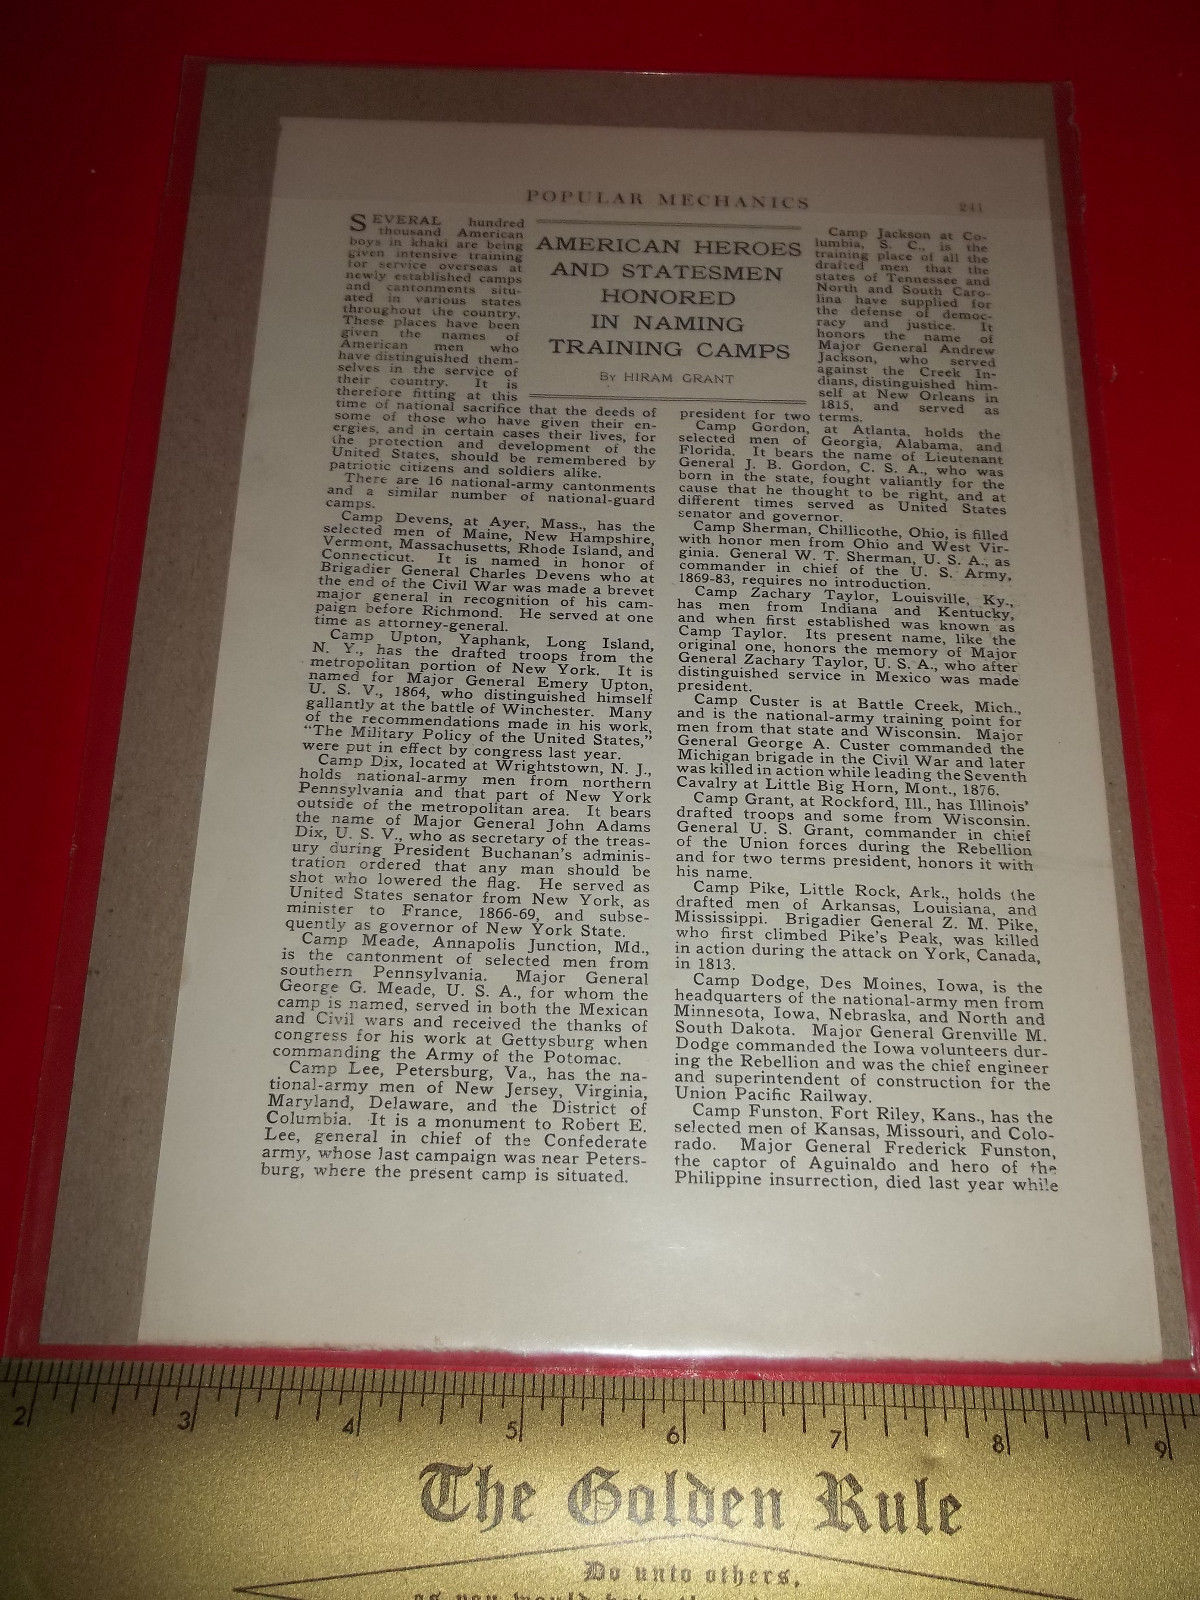 POPULAR MECHANICS
241
AMERICAN HEROES
AND STATESMEN
HONORED
IN NAMING
TRAINING CAMPS
By HIRAM GRANT
SEVERAL hundred
thousand American
boys in khaki are being
given intensive training
for service overseas at
newly established camps
and cantonments situ-
ated in various states
throughout the country.
These places have been
given the names of
American men who
have distinguished them-
selves in the service of
their country. It is
therefore fitting at this
time of national sacrifice that the deeds of
some of those who have given their en-
ergies, and in certain cases their lives, for
the protection and development of the
United States, should be remembered by
patriotic citizens and soldiers alike.
There are 16 national-army cantonments
and a similar number of national-guard
camps.
Camp Devens, at Ayer, Mass., has the
selected men of Maine, New Hampshire,
Vermont, Massachusetts, Rhode Island, and
Connecticut. It is named in honor of
Brigadier General Charles Devens who at
the end of the Civil War was made a brevet
major general in recognition of his cam-
paign before Richmond. He served at one
time as attorney-general.
Camp Upton, Yaphank, Long Island,
N. Y., has the drafted troops from the
metropolitan portion of New York. It is
named for Major General Emery Upton,
U. S. V., 1864, who distinguished himself
gallantly at the battle of Winchester. Many
of the recommendations made in his work,
"The Military Policy of the United States,"
were put in effect by congress last year.
Camp Dix, located at Wrightstown, N. J.,
holds national-army men from northern
Pennsylvania and that part of New York
outside of the metropolitan area. It bears
the name of Major General John Adams
Dix, U. S. V., who as secretary of the treas-
ury during President Buchanan's adminis-
tration ordered that any man should be
shot who lowered the flag. He served as
United States senator from New York, as
minister to France, 1866-69, and subse-
quently as governor of New York State.
Camp Meade, Annapolis Junction, Md.,
is the cantonment of selected men from
southern Pennsylvania. Major General
George G. Meade, U. S. A., for whom the
camp is named, served in both the Mexican
and Civil wars and received the thanks of
congress for his work at Gettysburg when
commanding the Army of the Potomac.
Camp Lee, Petersburg, Va., has the na-
tional-army men of New Jersey, Virginia,
Maryland, Delaware, and the District of
Columbia. It is a monument to Robert E.
Lee, general in chief of the Confederate
army, whose last campaign was near Peters-
burg, where the present camp is situated.
Camp Jackson at Co-
lumbia, S. C., is the
training place of all the
drafted men that the
states of Tennessee and
North and South Caro-
lina have supplied for
the defense of democ-
racy and justice. It
honors the name of
Major General Andrew
Jackson, who served
against the Creek In-
dians, distinguished him-
self at New Orleans in
1815, and served as
president for two terms.
Camp Gordon, at Atlanta, holds the
selected men of Georgia, Alabama, and
Florida. It bears the name of Lieutenant
General J. B. Gordon, C. S. A., who was
born in the state, fought valiantly for the
cause that he thought to be right, and at
different times served as United States
senator and governor.
Camp Sherman, Chillicothe, Ohio, is filled
with honor men from Ohio and West Vir-
ginia. General W. T. Sherman, U. S. A., as
commander in chief of the U. S. Army,
1869-83, requires no introduction.
Camp Zachary Taylor, Louisville, Ky.,
has men from Indiana and Kentucky,
and when first established was known as
Camp Taylor. Its present name, like the
original one, honors the memory of Major
General Zachary Taylor, U. S. A., who after
distinguished service in Mexico was made
president.
Camp Custer is at Battle Creek, Mich.,
and is the national-army training point for
men from that state and Wisconsin. Major
General George A. Custer commanded the
Michigan brigade in the Civil War and later
was killed in action while leading the Seventh
Cavalry at Little Big Horn, Mont., 1876.
Camp Grant, at Rockford, Ill., has Illinois'
drafted troops and some from Wisconsin.
General U. S. Grant, commander in chief
of the Union forces during the Rebellion
and for two terms president, honors it with
his name.
Camp Pike, Little Rock, Ark., holds the
drafted men of Arkansas, Louisiana, and
Mississippi. Brigadier General Z. M. Pike,
who first climbed Pike's Peak, was killed
in action during the attack on York, Canada,
in 1813.
Camp Dodge, Des Moines, Iowa, is the
headquarters of the national-army men from
Minnesota, Iowa, Nebraska, and North and
South Dakota. Major General Grenville M.
Dodge commanded the Iowa volunteers dur-
ing the Rebellion and was the chief engineer
and superintendent of construction for the
Union Pacific Railway.
Camp Funston, Fort Riley, Kans., has the
selected men of Kansas, Missouri, and Colo-
rado. Major General Frederick Funston,
the captor of Aguinaldo and hero of the
Philippine insurrection, died last year while
2 3 4 5 6 7 8 9
The Golden Rule
Do unto others,
as you would